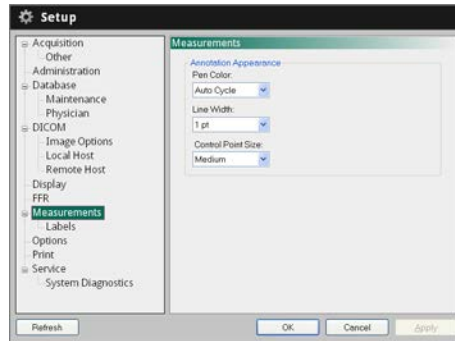 Setup
Acquisition
Other
Administration
Database
Maintenance
Physician
DICOM
Image Options
Local Host
Remote Host
Display
FFR
Measurements
Labels
Options
Print
Service
System Diagnostics
Measurements
Annotation Appearance
Pen Color:
Auto Cycle
Line Width:
1 pt
Control Point Size:
Medium
Refresh
OK
Cancel
Apply